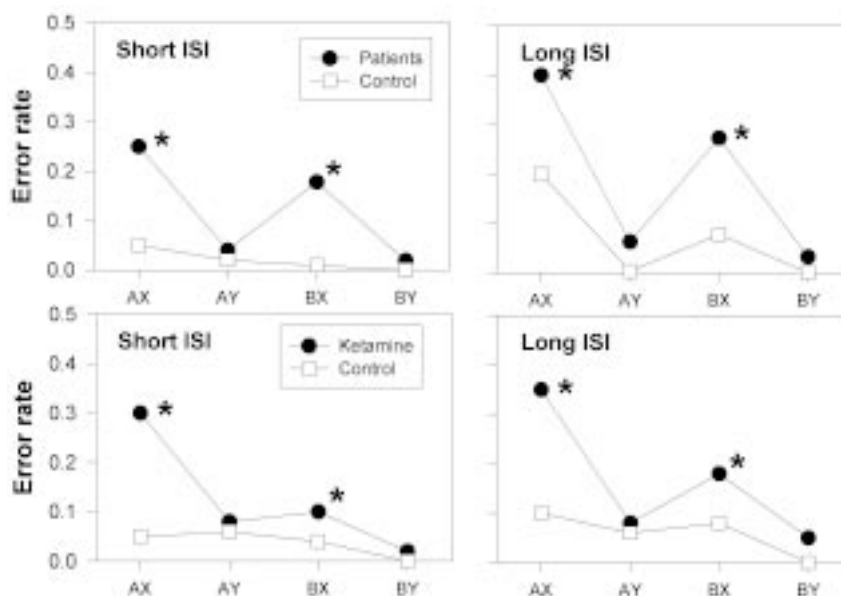 Short ISI
Patients
Control
Error rate
0.5
0.4
0.3
0.2
0.1
0.0
AX AY BX BY
Long ISI
*
*
*
*
AX AY BX BY
Short ISI
Ketamine
Control
Error rate
0.5
0.4
0.3
0.2
0.1
0.0
*
*
AX AY BX BY
Long ISI
*
*
AX AY BX BY